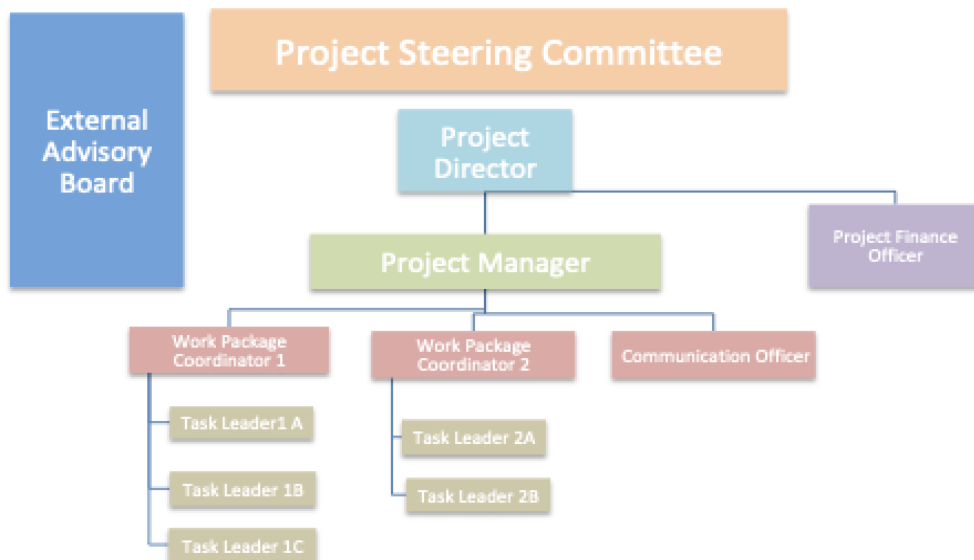 Project Steering Committee
External
Advisory
Board
Project
Director
Project Finance
Officer
Project Manager
Work Package
Coordinator 1
Work Package
Coordinator 2
Communication Officer
Task Leader1 A
Task Leader 2A
Task Leader 1B
Task Leader 2B
Task Leader 1C